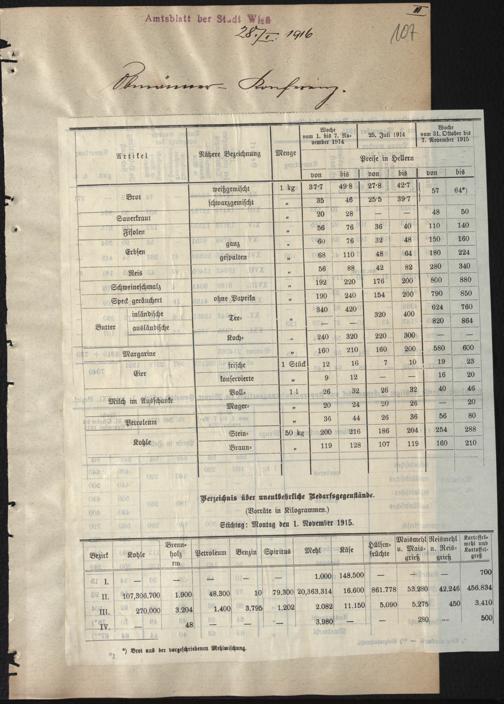 III
Amtsblatt der Stadt Wien
28./I. 1916
107
Obmänner-Konferenz.
Artikel Nähere Bezeichnung Menge Woche vom 1. bis 7. November 1914 25. Juli 1914 Woche vom 31. Oktober bis 7. November 1915
Preise in Hellern
von bis von bis von bis
Brot weißgemischt 1 kg 37·7 49·8 27·8 42·7 57 64*)
schwarzgemischt „ 35 46 25·5 39·7
Sauerkraut „ 20 28 — — 48 50
Fisolen „ 56 76 36 40 110 140
Erbsen ganz „ 60 76 32 48 150 160
gespalten „ 68 110 48 64 180 224
Reis „ 56 88 42 82 280 340
Schweineschmalz „ 192 220 176 200 800 880
Speck geräuchert ohne Paprika „ 190 240 154 200 790 850
Butter inländische Tee- „ 340 420 320 400 624 760
ausländische — — 820 864
Koch- „ 240 320 220 300 — —
Margarine „ 160 210 160 200 580 600
Eier frische 1 Stück 12 16 7 10 19 23
konservierte „ 9 12 — — 16 20
Milch im Ausschanke Voll- 1 l 26 32 26 32 40 46
Mager- „ 20 24 20 26 — 20
Petroleum „ 36 44 26 36 56 80
Kohle Stein- 50 kg 200 216 186 204 254 288
Braun- „ 119 128 107 119 160 210
Verzeichnis über unentbehrliche Bedarfsgegenstände.
(Vorräte in Kilogrammen.)
Stichtag: Montag den 1. November 1915.
Bezirk Kohle Brennholz rm Petroleum Benzin Spiritus Mehl Käse Hülsenfrüchte Maismehl u. Maisgrieß Reismehl u. Reisgrieß Kartoffelmehl und Kartoffelgrieß
I. — — — — — 1.000 148.500 — — — 700
II. 107,306.700 1.900 48.300 10 79.300 20,363.314 16.600 861.778 53.280 42.246 456.834
III. 270,000 3.204 1.400 3.795 1.202 2.082 11.150 5.090 5.275 450 3.410
IV. — 48 — — — 3.980 — — 280 — 500
*) Brot aus der vorgeschriebenen Mehlmischung.